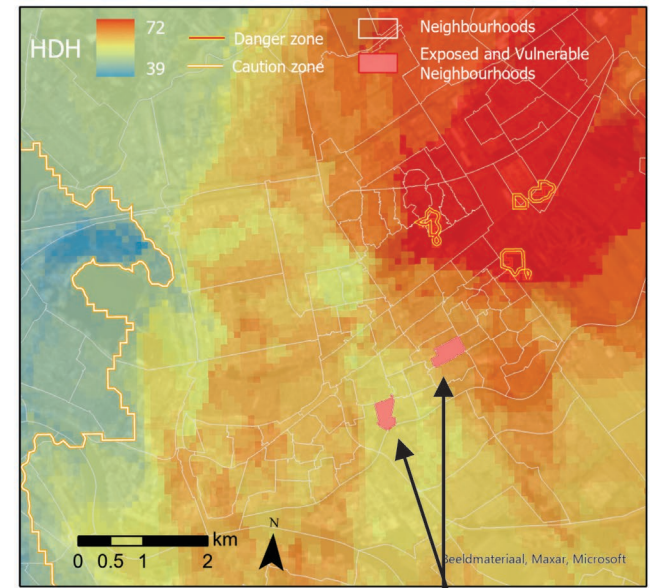 HDH
72
39
Danger zone
Caution zone
Neighbourhoods
Exposed and Vulnerable
Neighbourhoods
N
km
0 0.5 1 2
Beeldmateriaal, Maxar, Microsoft